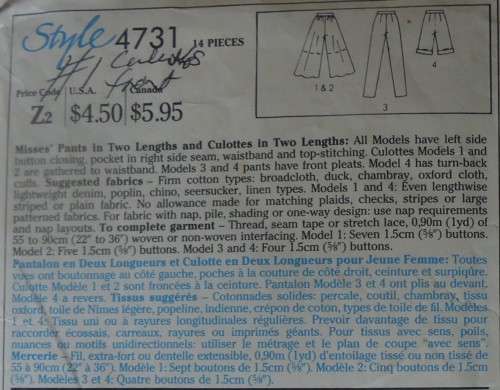 Style 4731 14 PIECES
#1 Culottes
front
Price Code U.S.A. Canada
Z2 $4.50 $5.95
1 & 2
3
4
Misses' Pants in Two Lengths and Culottes in Two Lengths: All Models have left side
button closing, pocket in right side seam, waistband and top-stitching. Culottes Models 1 and
2 are gathered to waistband. Models 3 and 4 pants have front pleats. Model 4 has turn-back
cuffs. Suggested fabrics – Firm cotton types: broadcloth, duck, chambray, oxford cloth,
lightweight denim, poplin, chino, seersucker, linen types. Models 1 and 4: Even lengthwise
striped or plain fabric. No allowance made for matching plaids, checks, stripes or large
patterned fabrics. For fabric with nap, pile, shading or one-way design: use nap requirements
and nap layouts. To complete garment – Thread, seam tape or stretch lace, 0,90m (1yd) of
55 to 90cm (22" to 36") woven or non-woven interfacing. Model 1: Seven 1.5cm (⅝") buttons.
Model 2: Five 1.5cm (⅝") buttons. Model 3 and 4: Four 1.5cm (⅝") buttons.
Pantalon en Deux Longueurs et Culotte en Deux Longueurs pour Jeune Femme: Toutes
vues ont boutonnage au côté gauche, poches à la couture de côté droit, ceinture et surpiqûre.
Culotte Modèle 1 et 2 sont froncées à la ceinture. Pantalon Modèle 3 et 4 ont plis au devant.
Modèle 4 a revers. Tissus suggérés – Cotonnades solides: percale, coutil, chambray, tissu
oxford, toile de Nîmes légère, popeline, indienne, crépon de coton, types de toile de fil. Modèles
1 et 4: Tissu uni ou à rayures longitudinales régulières. Prevoir davantage de tissu pour
raccorder écossais, carreaux, rayures ou imprimés géants. Pour tissus avec sens, poils,
nuances ou motifs unidirectionnels: utiliser le métrage et le plan de coupe "avec sens".
Mercerie – Fil, extra-fort ou dentelle extensible, 0,90m (1yd) d'entoilage tissé ou non tissé de
55 à 90cm (22" à 36"). Modèle 1: Sept boutons de 1.5cm (⅝"). Modèle 2: Cinq boutons de 1.5cm
(⅝"). Modèles 3 et 4: Quatre boutons de 1.5cm (⅝").